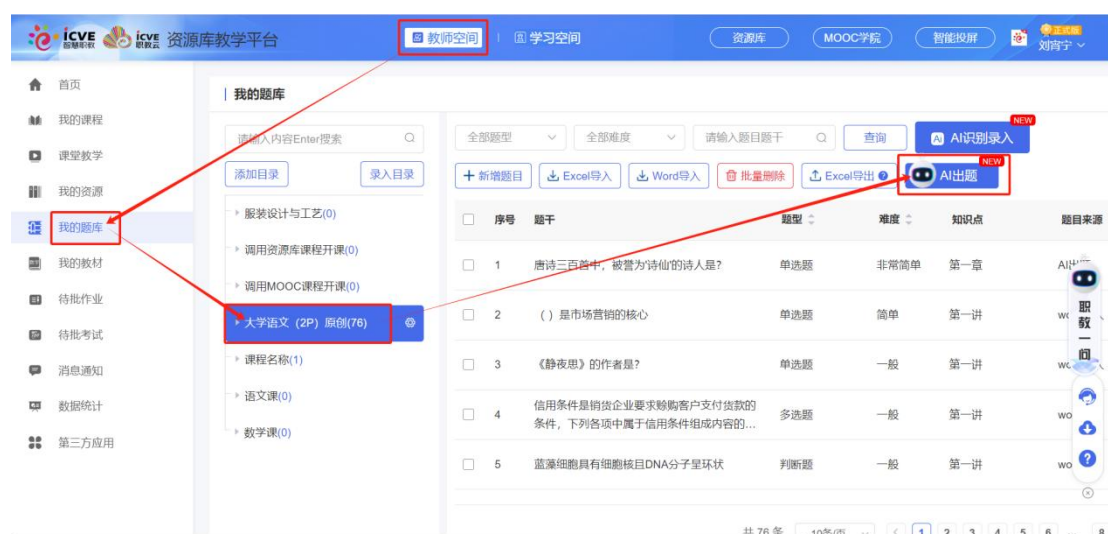 icve 智慧职教 icve 职教云 资源库教学平台 教师空间 学习空间 资源库 MOOC学院 智能投屏 正式版
首页
我的课程
课堂教学
我的资源
我的题库
我的教材
待批作业
待批考试
消息通知
数据统计
第三方应用
我的题库
请输入内容Enter搜索
添加目录 录入目录
服装设计与工艺(0)
调用资源库课程开课(0)
调用MOOC课程开课(0)
大学语文（2P）原创(76)
课程名称(1)
语文课(0)
数学课(0)
全部题型 全部难度 请输入题目题干 查询 AI识别录入 NEW
新增题目 Excel导入 Word导入 批量删除 Excel导出 AI出题 NEW
序号 题干 题型 难度 知识点 题目来源
1 唐诗三百首中，被誉为'诗仙'的诗人是? 单选题 非常简单 第一章
2 （ ）是市场营销的核心 单选题 简单 第一讲
3 《静夜思》的作者是? 单选题 一般 第一讲
4 信用条件是销货企业要求赊购客户支付货款的
条件，下列各项中属于信用条件组成内容的... 多选题 一般 第一讲
5 蓝藻细胞具有细胞核且DNA分子呈环状 判断题 一般 第一讲
职教一问
共 76 条 10条/页 1 2 3 4 5 6 8